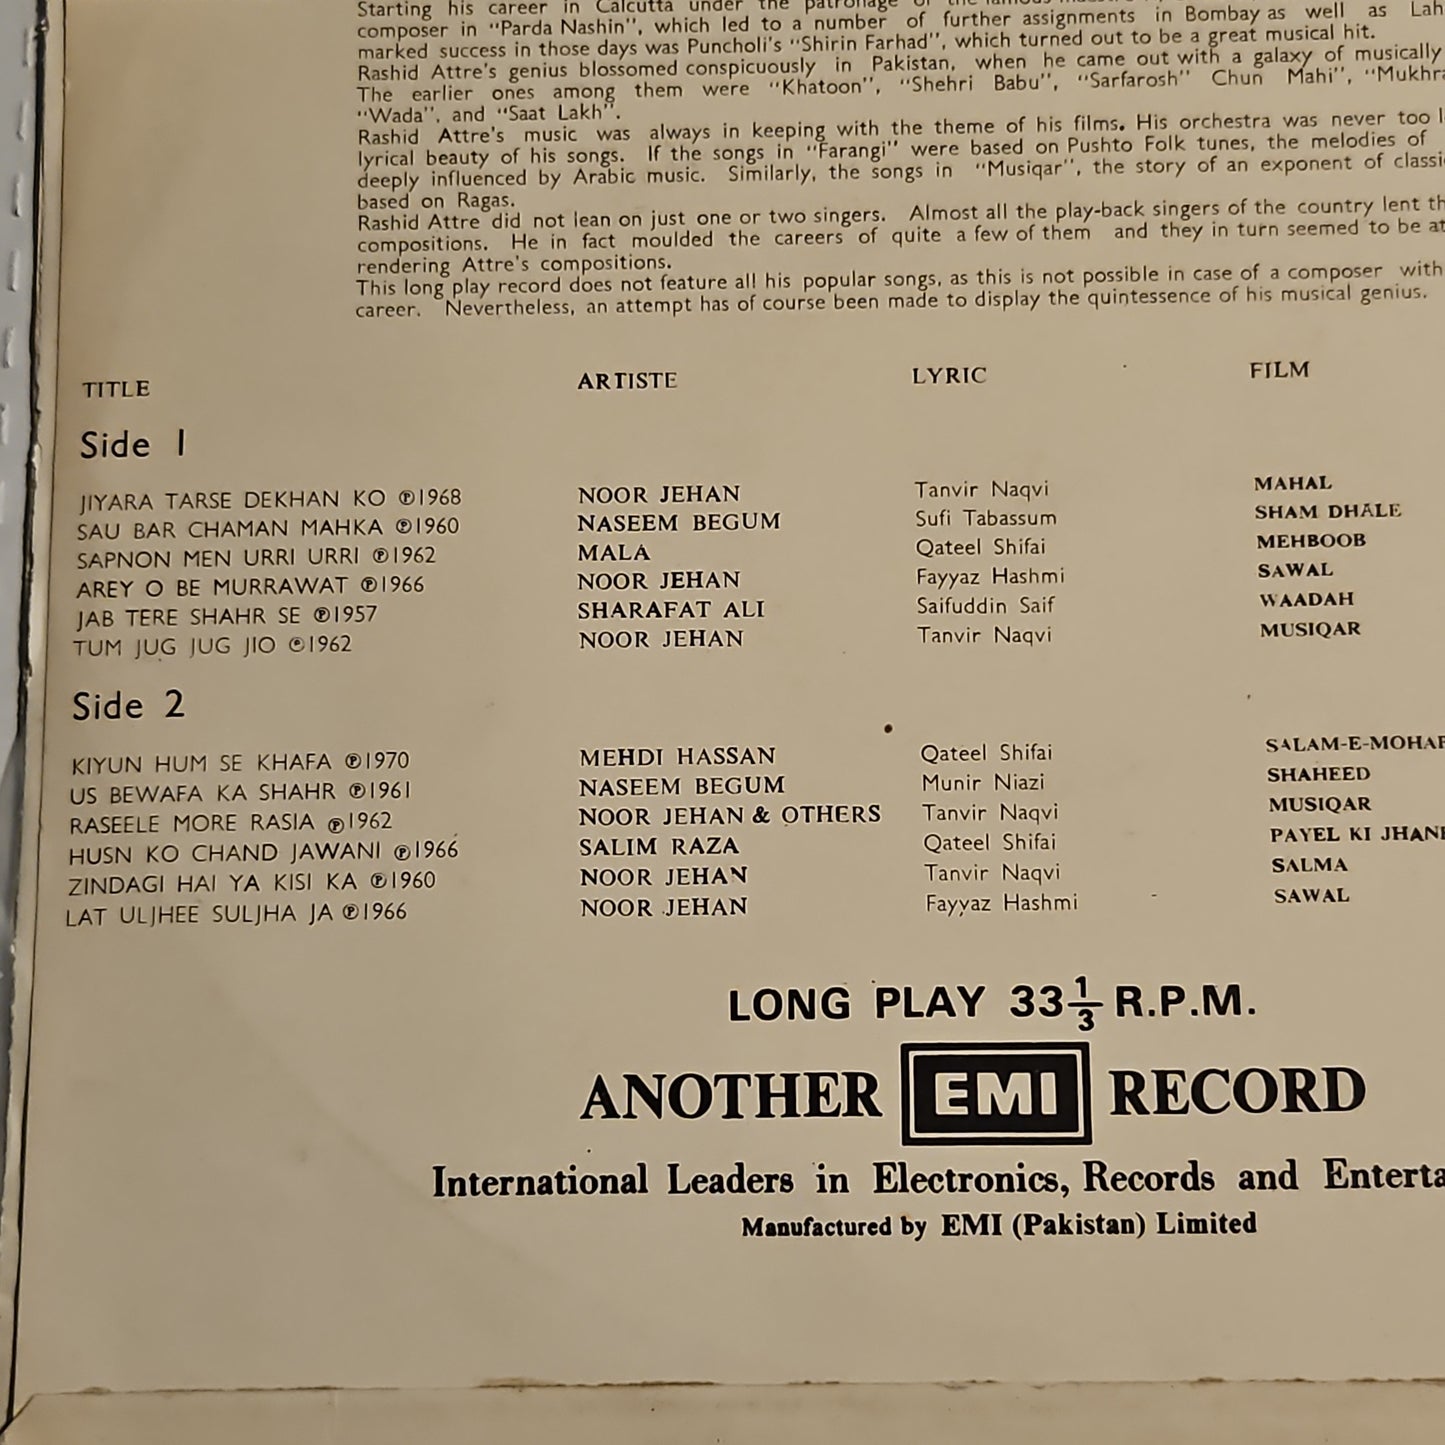 Starting his career in Calcutta under the patronage of the famous
composer in "Parda Nashin", which led to a number of further assignments in Bombay as well as Lah
marked success in those days was Puncholi's "Shirin Farhad", which turned out to be a great musical hit.
Rashid Attre's genius blossomed conspicuously in Pakistan, when he came out with a galaxy of musically
The earlier ones among them were "Khatoon", "Shehri Babu", "Sarfarosh" Chun Mahi", "Mukhra
"Wada", and "Saat Lakh".
Rashid Attre's music was always in keeping with the theme of his films. His orchestra was never too l
lyrical beauty of his songs. If the songs in "Farangi" were based on Pushto Folk tunes, the melodies of
deeply influenced by Arabic music. Similarly, the songs in "Musiqar", the story of an exponent of classi
based on Ragas.
Rashid Attre did not lean on just one or two singers. Almost all the play-back singers of the country lent th
compositions. He in fact moulded the careers of quite a few of them and they in turn seemed to be at
rendering Attre's compositions.
This long play record does not feature all his popular songs, as this is not possible in case of a composer with
career. Nevertheless, an attempt has of course been made to display the quintessence of his musical genius.
TITLE ARTISTE LYRIC FILM
Side 1
JIYARA TARSE DEKHAN KO ℗1968 NOOR JEHAN Tanvir Naqvi MAHAL
SAU BAR CHAMAN MAHKA ℗1960 NASEEM BEGUM Sufi Tabassum SHAM DHALE
SAPNON MEN URRI URRI ℗1962 MALA Qateel Shifai MEHBOOB
AREY O BE MURRAWAT ℗1966 NOOR JEHAN Fayyaz Hashmi SAWAL
JAB TERE SHAHR SE ℗1957 SHARAFAT ALI Saifuddin Saif WAADAH
TUM JUG JUG JIO ℗1962 NOOR JEHAN Tanvir Naqvi MUSIQAR
Side 2
KIYUN HUM SE KHAFA ℗1970 MEHDI HASSAN Qateel Shifai SALAM-E-MOHAB
US BEWAFA KA SHAHR ℗1961 NASEEM BEGUM Munir Niazi SHAHEED
RASEELE MORE RASIA ℗1962 NOOR JEHAN & OTHERS Tanvir Naqvi MUSIQAR
HUSN KO CHAND JAWANI ℗1966 SALIM RAZA Qateel Shifai PAYEL KI JHAN
ZINDAGI HAI YA KISI KA ℗1960 NOOR JEHAN Tanvir Naqvi SALMA
LAT ULJHEE SULJHA JA ℗1966 NOOR JEHAN Fayyaz Hashmi SAWAL
LONG PLAY 33⅓ R.P.M.
ANOTHER EMI RECORD
International Leaders in Electronics, Records and Enterta
Manufactured by EMI (Pakistan) Limited